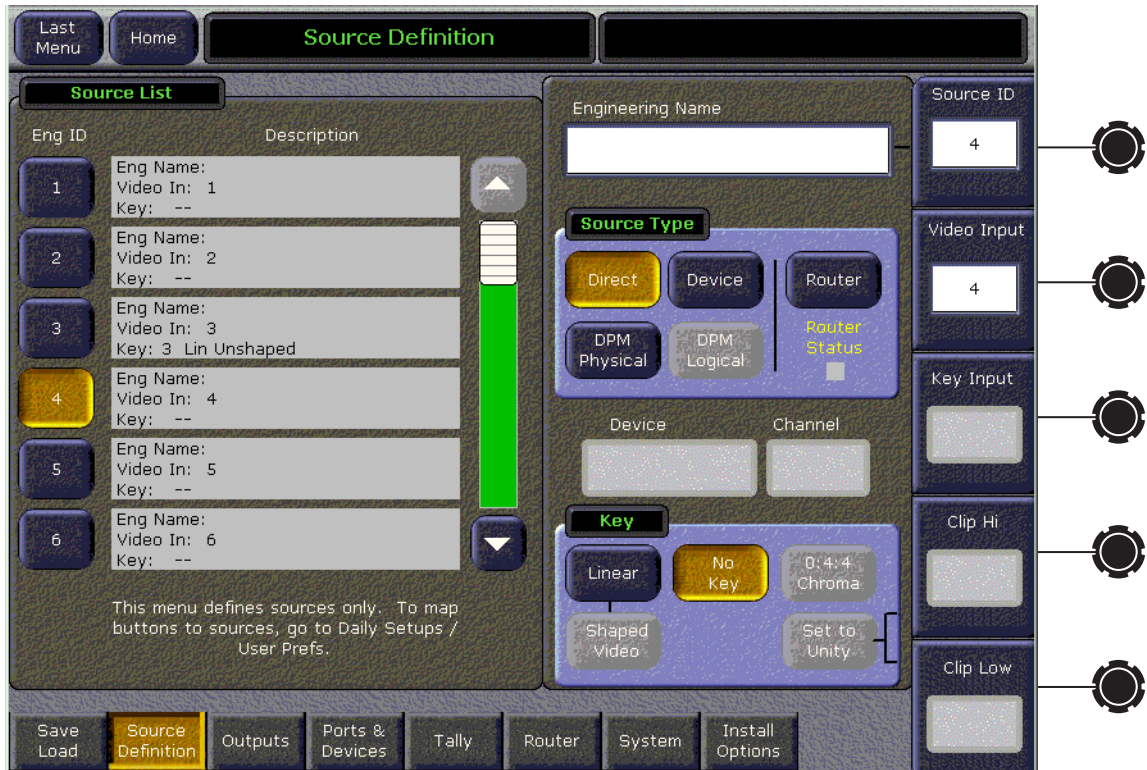 Last
Menu
Home
Source Definition
Source List
Eng ID
Description
1
Eng Name:
Video In: 1
Key: --
2
Eng Name:
Video In: 2
Key: --
3
Eng Name:
Video In: 3
Key: 3 Lin Unshaped
4
Eng Name:
Video In: 4
Key: --
5
Eng Name:
Video In: 5
Key: --
6
Eng Name:
Video In: 6
Key: --
This menu defines sources only. To map
buttons to sources, go to Daily Setups /
User Prefs.
Engineering Name
Source Type
Direct
Device
Router
DPM
Physical
DPM
Logical
Router
Status
Device
Channel
Key
Linear
No
Key
0:4:4
Chroma
Shaped
Video
Set to
Unity
Source ID
4
Video Input
4
Key Input
Clip Hi
Clip Low
Save
Load
Source
Definition
Outputs
Ports &
Devices
Tally
Router
System
Install
Options